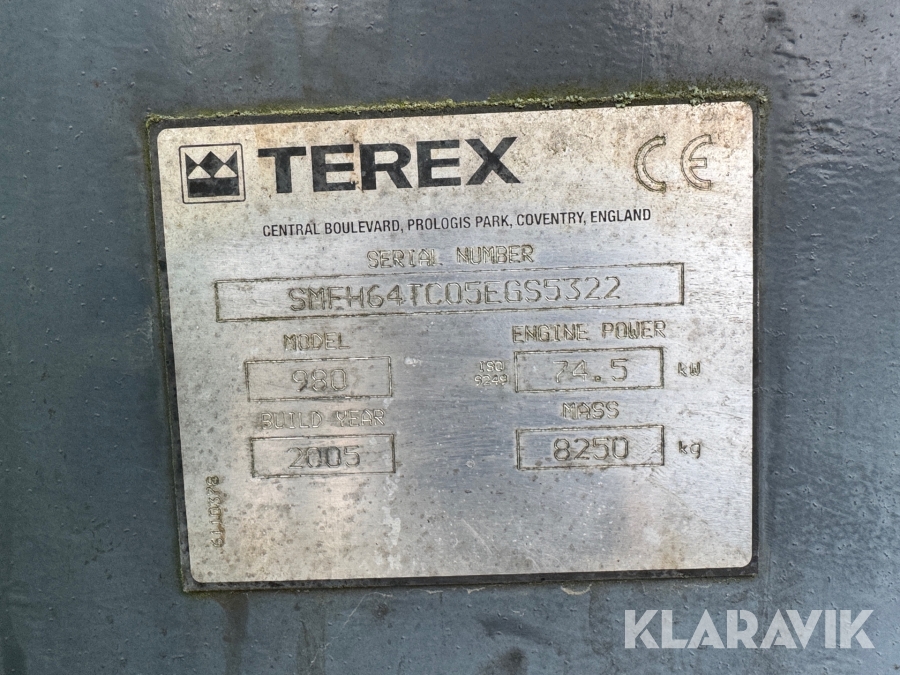 TEREX CE
CENTRAL BOULEVARD, PROLOGIS PARK, COVENTRY, ENGLAND
SERIAL NUMBER
SMFH64TC05EGS5322
MODEL
980
ENGINE POWER
ISO 9249 74.5 kW
BUILD YEAR
2005
MASS
8250 kg
KLARAVIK